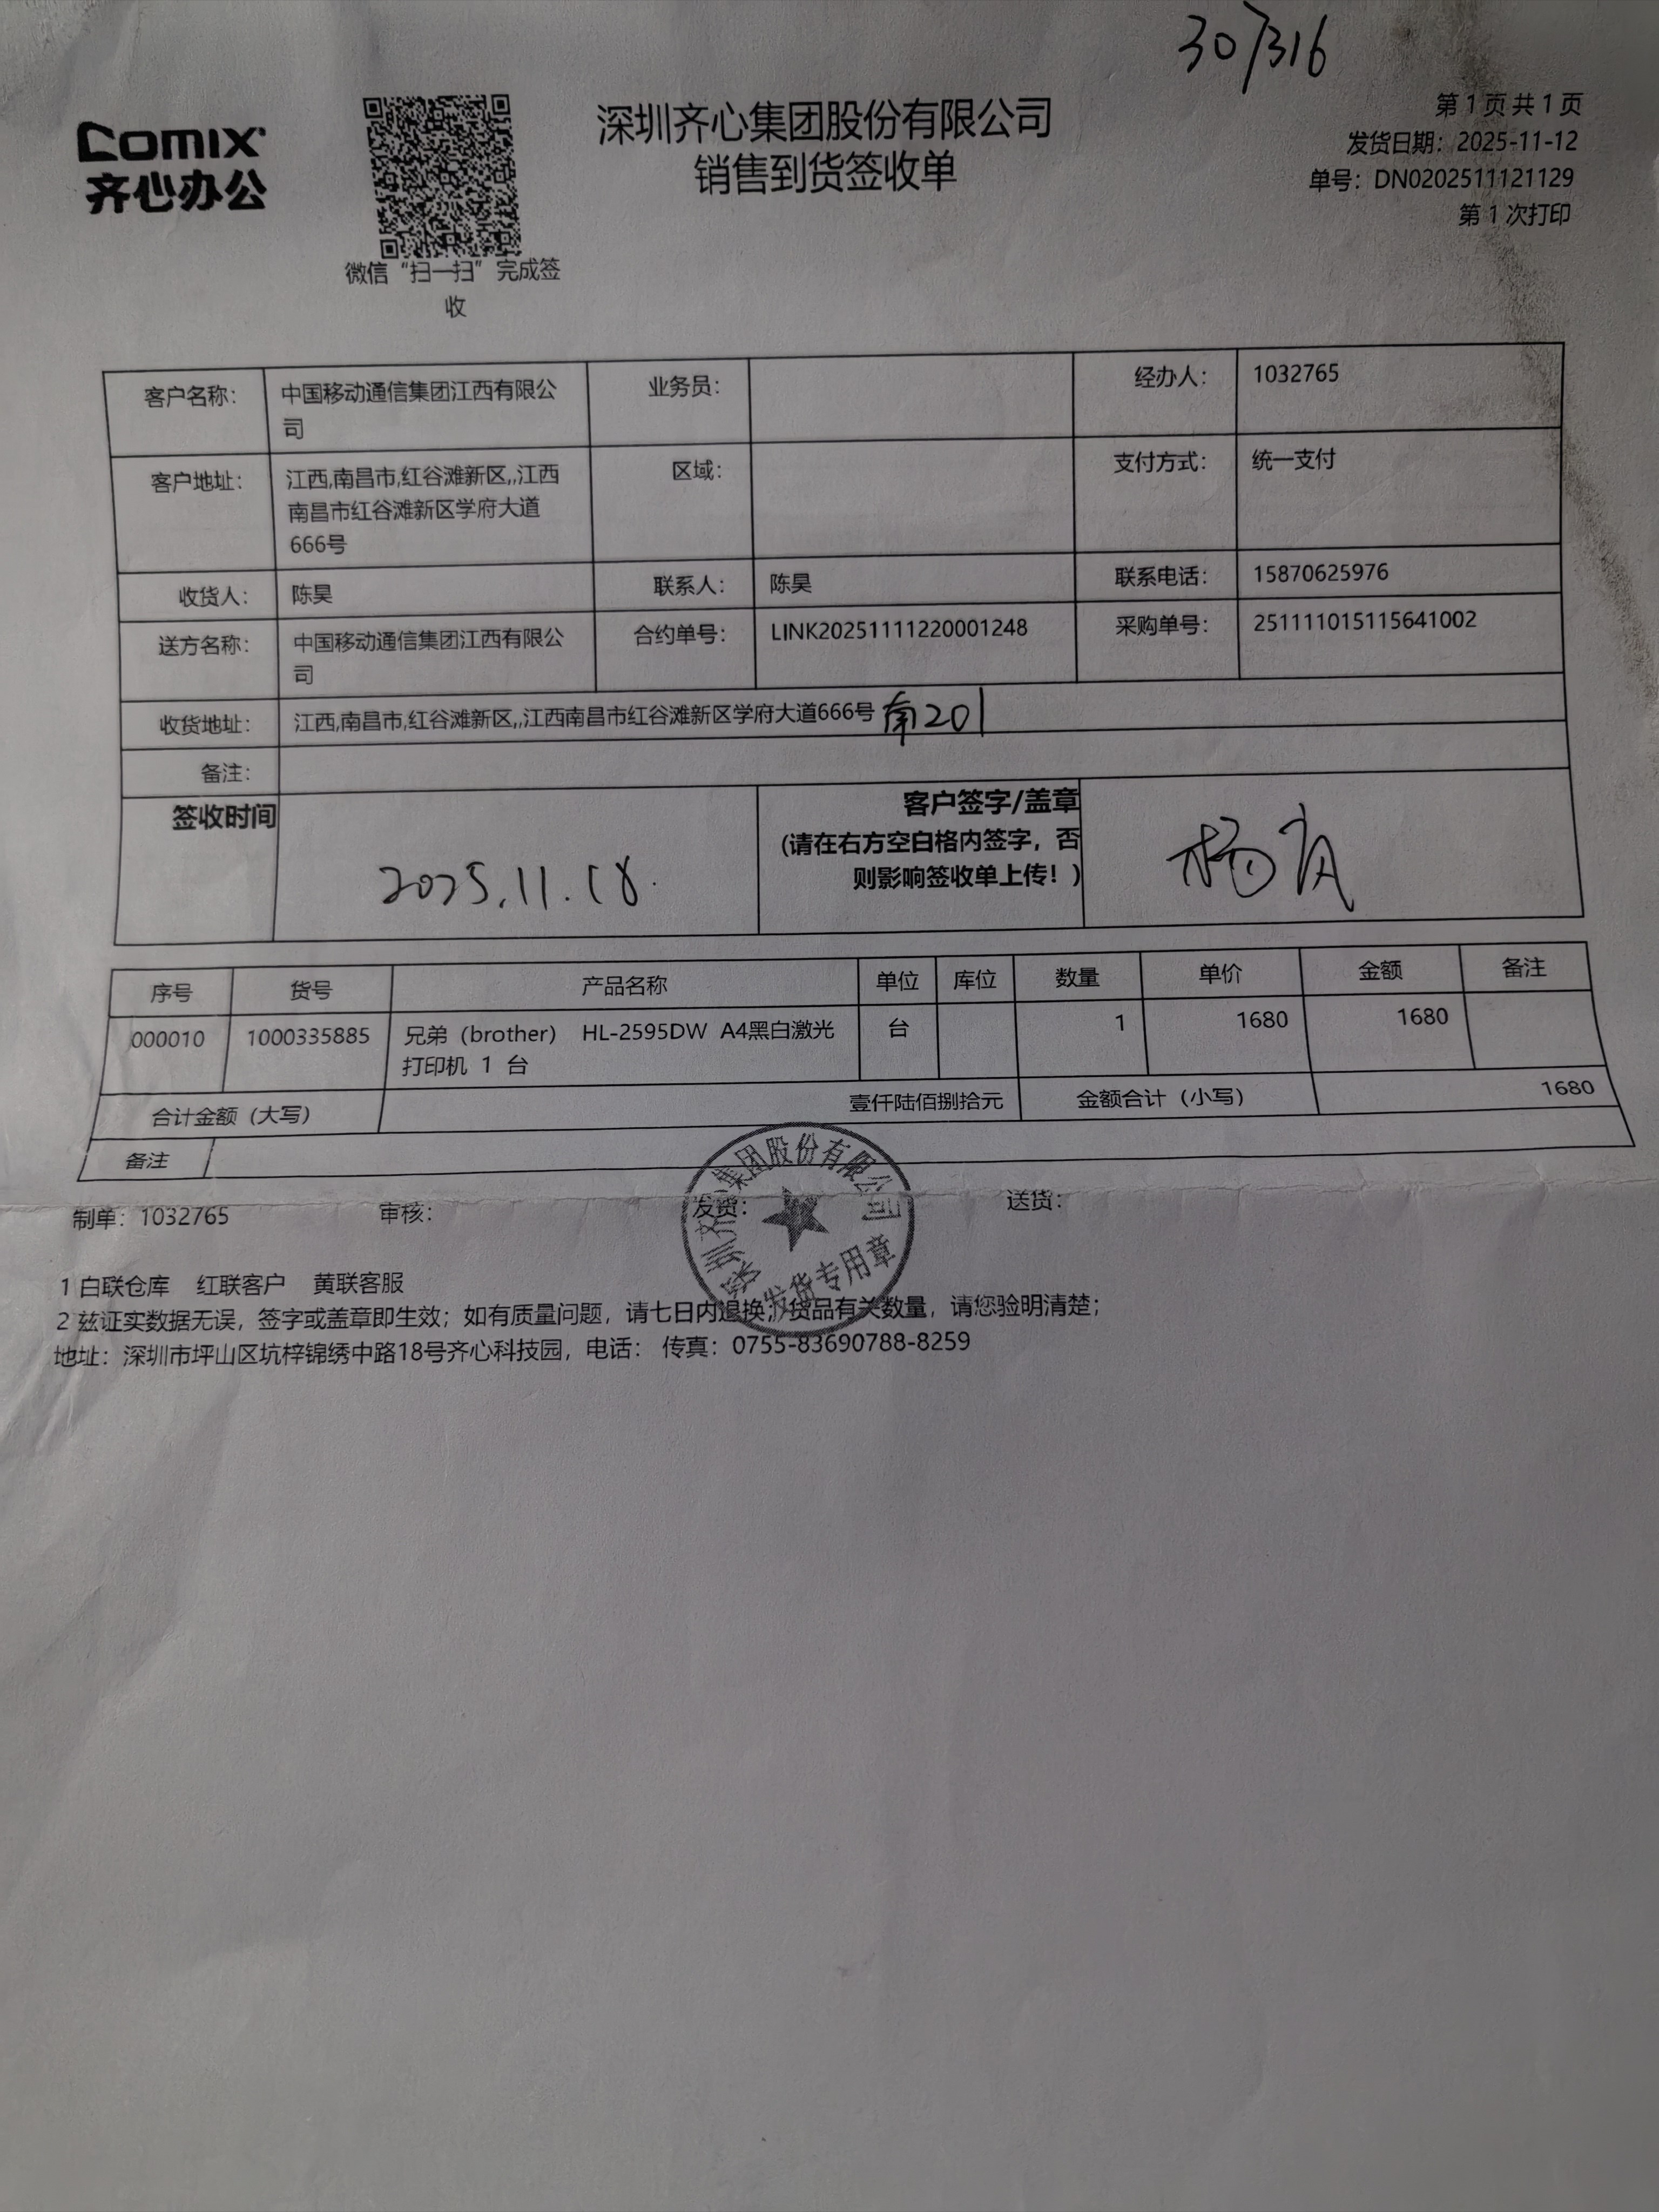 30/316
comix
齐心办公
微信“扫一扫”完成签
收
深圳齐心集团股份有限公司
销售到货签收单
第 1 页 共 1 页
发货日期：2025-11-12
单号：DN0202511121129
第 1 次打印
客户名称： 中国移动通信集团江西有限公 业务员： 经办人： 1032765
司
客户地址： 江西,南昌市,红谷滩新区,,江西 区域： 支付方式： 统一支付
南昌市红谷滩新区学府大道
666号
收货人： 陈昊 联系人： 陈昊 联系电话： 15870625976
送方名称： 中国移动通信集团江西有限公 合约单号： LINK20251111220001248 采购单号： 251111015115641002
司
收货地址： 江西,南昌市,红谷滩新区,,江西南昌市红谷滩新区学府大道666号 南201
备注：
签收时间 2025.11.18. 客户签字/盖章
(请在右方空白格内签字，否
则影响签收单上传！)
杨
序号 货号 产品名称 单位 库位 数量 单价 金额 备注
000010 1000335885 兄弟（brother） HL-2595DW A4黑白激光 台 1 1680 1680
打印机 1 台
合计金额（大写） 壹仟陆佰捌拾元 金额合计（小写） 1680
备注
制单：1032765 审核： 发货： 送货：
深圳齐心集团股份有限公司
发货专用章
1 白联仓库 红联客户 黄联客服
2 兹证实数据无误，签字或盖章即生效；如有质量问题，请七日内退换；货品有关数量，请您验明清楚；
地址：深圳市坪山区坑梓锦绣中路18号齐心科技园，电话： 传真：0755-83690788-8259